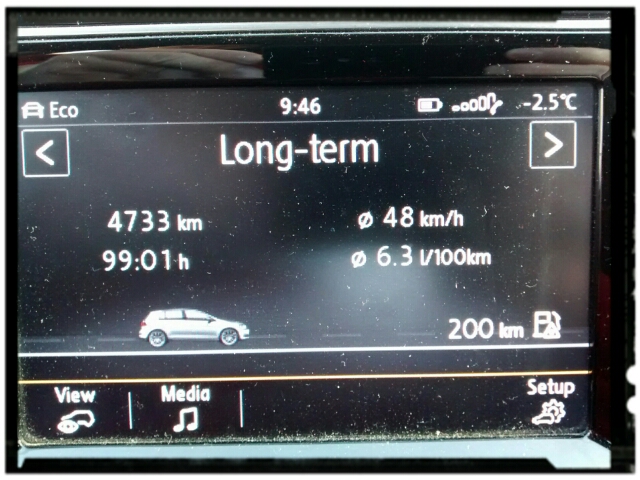 Eco 9:46 -2.5°C
< Long-term >
4733 km ø 48 km/h
99:01 h ø 6.3 l/100km
200 km
View Media Setup